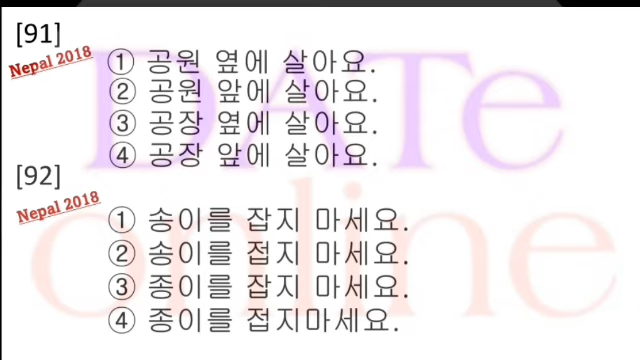 [91]
Nepal 2018
① 공원 옆에 살아요.
② 공원 앞에 살아요.
③ 공장 옆에 살아요.
④ 공장 앞에 살아요.
[92]
Nepal 2018
① 송이를 잡지 마세요.
② 송이를 접지 마세요.
③ 종이를 잡지 마세요.
④ 종이를 접지마세요.
DATe
online